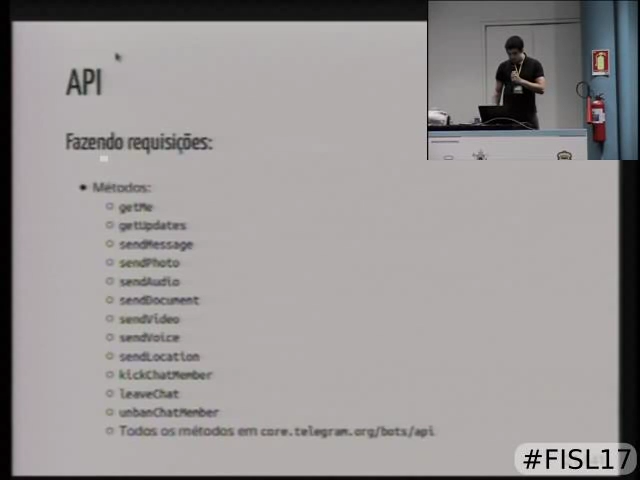 API
Fazendo requisições:
Métodos:
getMe
getUpdates
sendMessage
sendPhoto
sendAudio
sendDocument
sendVideo
sendVoice
sendLocation
kickChatMember
leaveChat
unbanChatMember
Todos os métodos em core.telegram.org/bots/api
#FISL17